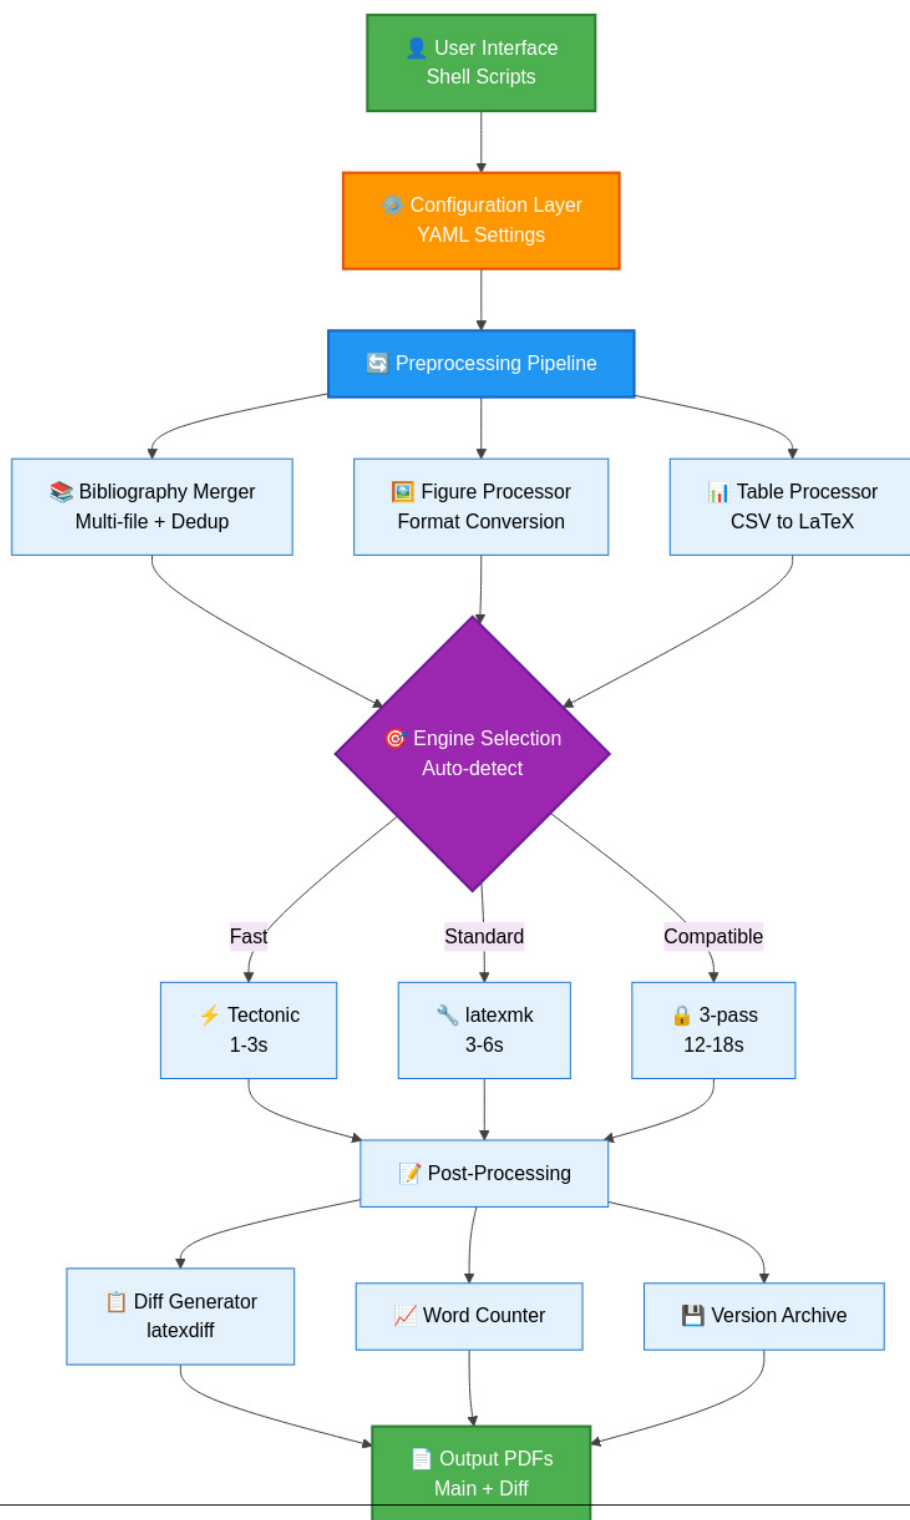 👤 User Interface
Shell Scripts
⚙️ Configuration Layer
YAML Settings
🔄 Preprocessing Pipeline
📚 Bibliography Merger
Multi-file + Dedup
🖼️ Figure Processor
Format Conversion
📊 Table Processor
CSV to LaTeX
🎯 Engine Selection
Auto-detect
Fast
Standard
Compatible
⚡ Tectonic
1-3s
🔧 latexmk
3-6s
🔒 3-pass
12-18s
📝 Post-Processing
📋 Diff Generator
latexdiff
📈 Word Counter
💾 Version Archive
📄 Output PDFs
Main + Diff